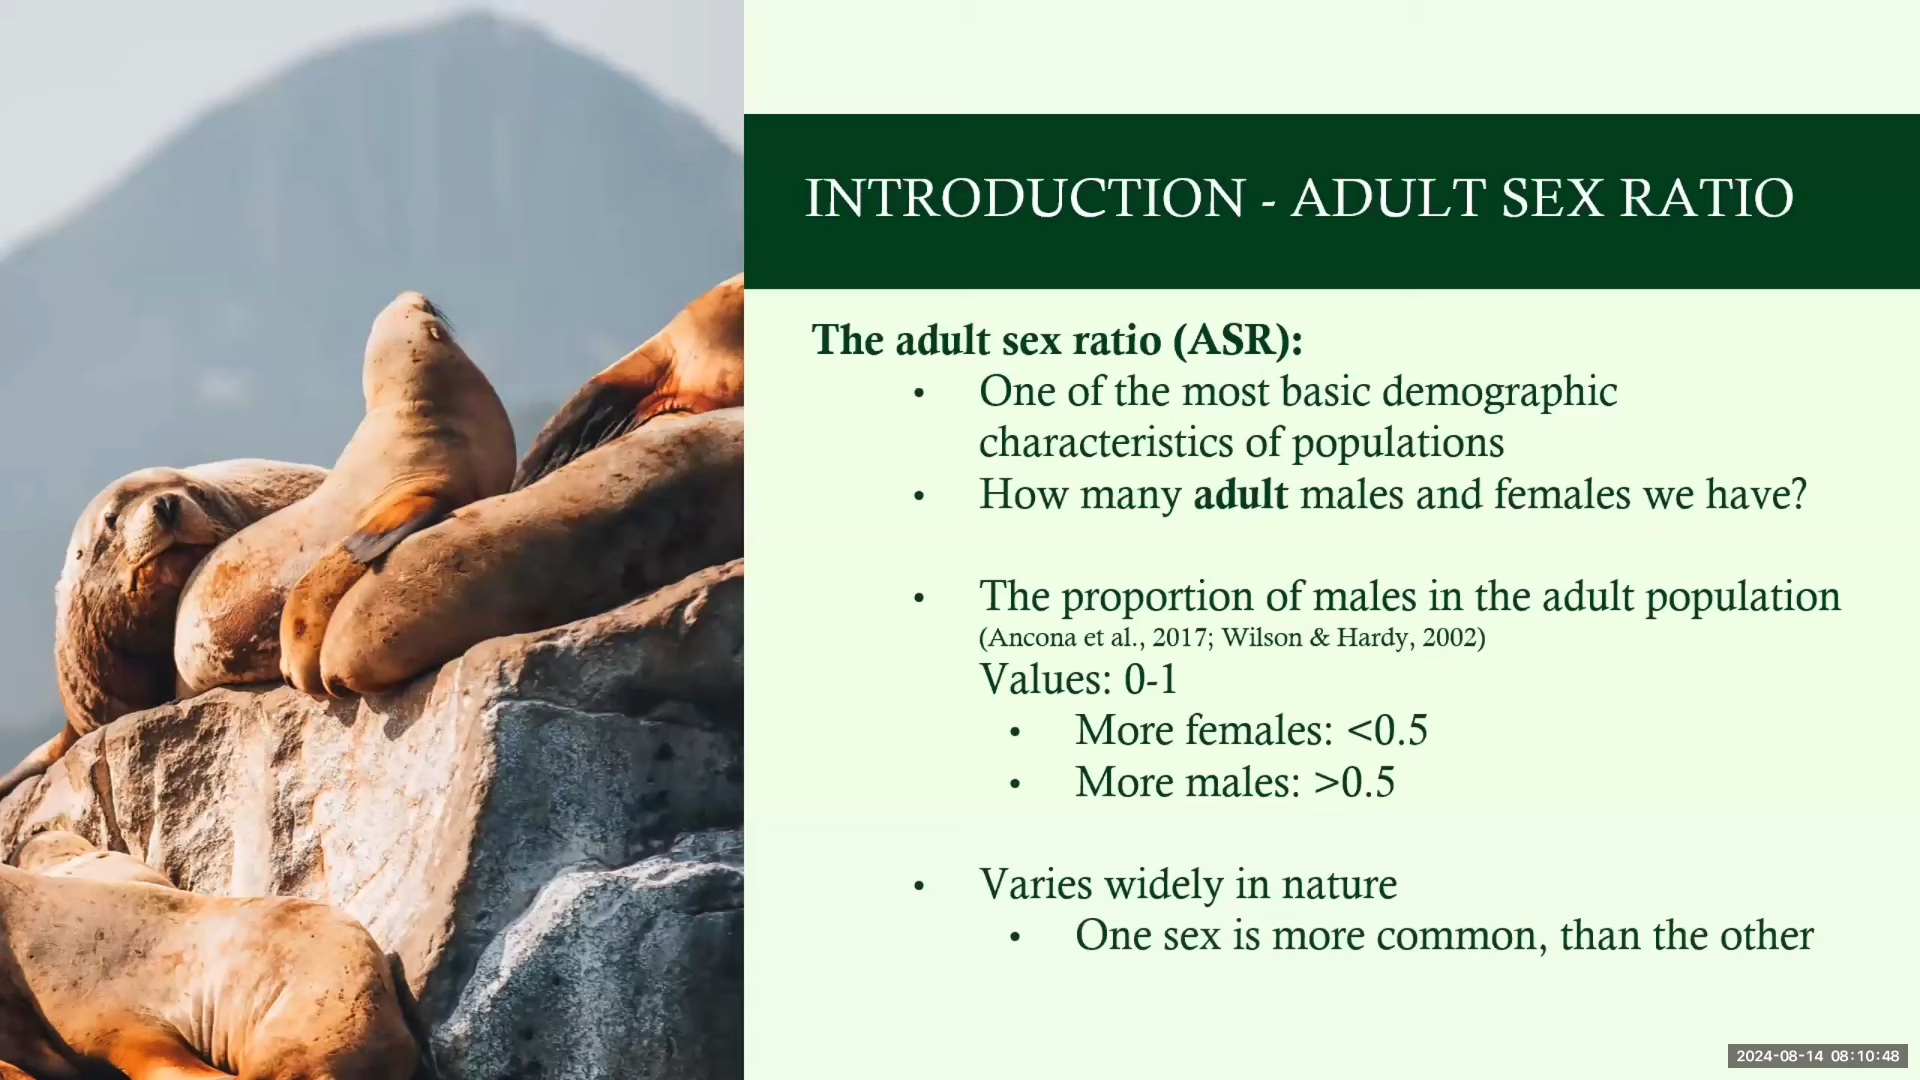 INTRODUCTION - ADULT SEX RATIO
The adult sex ratio (ASR):
• One of the most basic demographic
characteristics of populations
• How many adult males and females we have?
• The proportion of males in the adult population
(Ancona et al., 2017; Wilson & Hardy, 2002)
Values: 0-1
• More females: <0.5
• More males: >0.5
• Varies widely in nature
• One sex is more common, than the other
2024-08-14 08:10:48